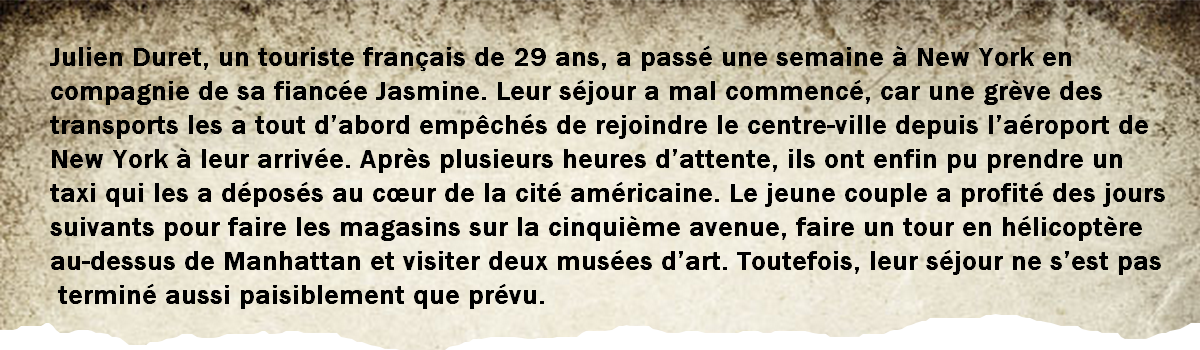 Julien Duret, un touriste français de 29 ans, a passé une semaine à New York en
compagnie de sa fiancée Jasmine. Leur séjour a mal commencé, car une grève des
transports les a tout d’abord empêchés de rejoindre le centre-ville depuis l’aéroport de
New York à leur arrivée. Après plusieurs heures d’attente, ils ont enfin pu prendre un
taxi qui les a déposés au cœur de la cité américaine. Le jeune couple a profité des jours
suivants pour faire les magasins sur la cinquième avenue, faire un tour en hélicoptère
au-dessus de Manhattan et visiter deux musées d’art. Toutefois, leur séjour ne s’est pas
terminé aussi paisiblement que prévu.